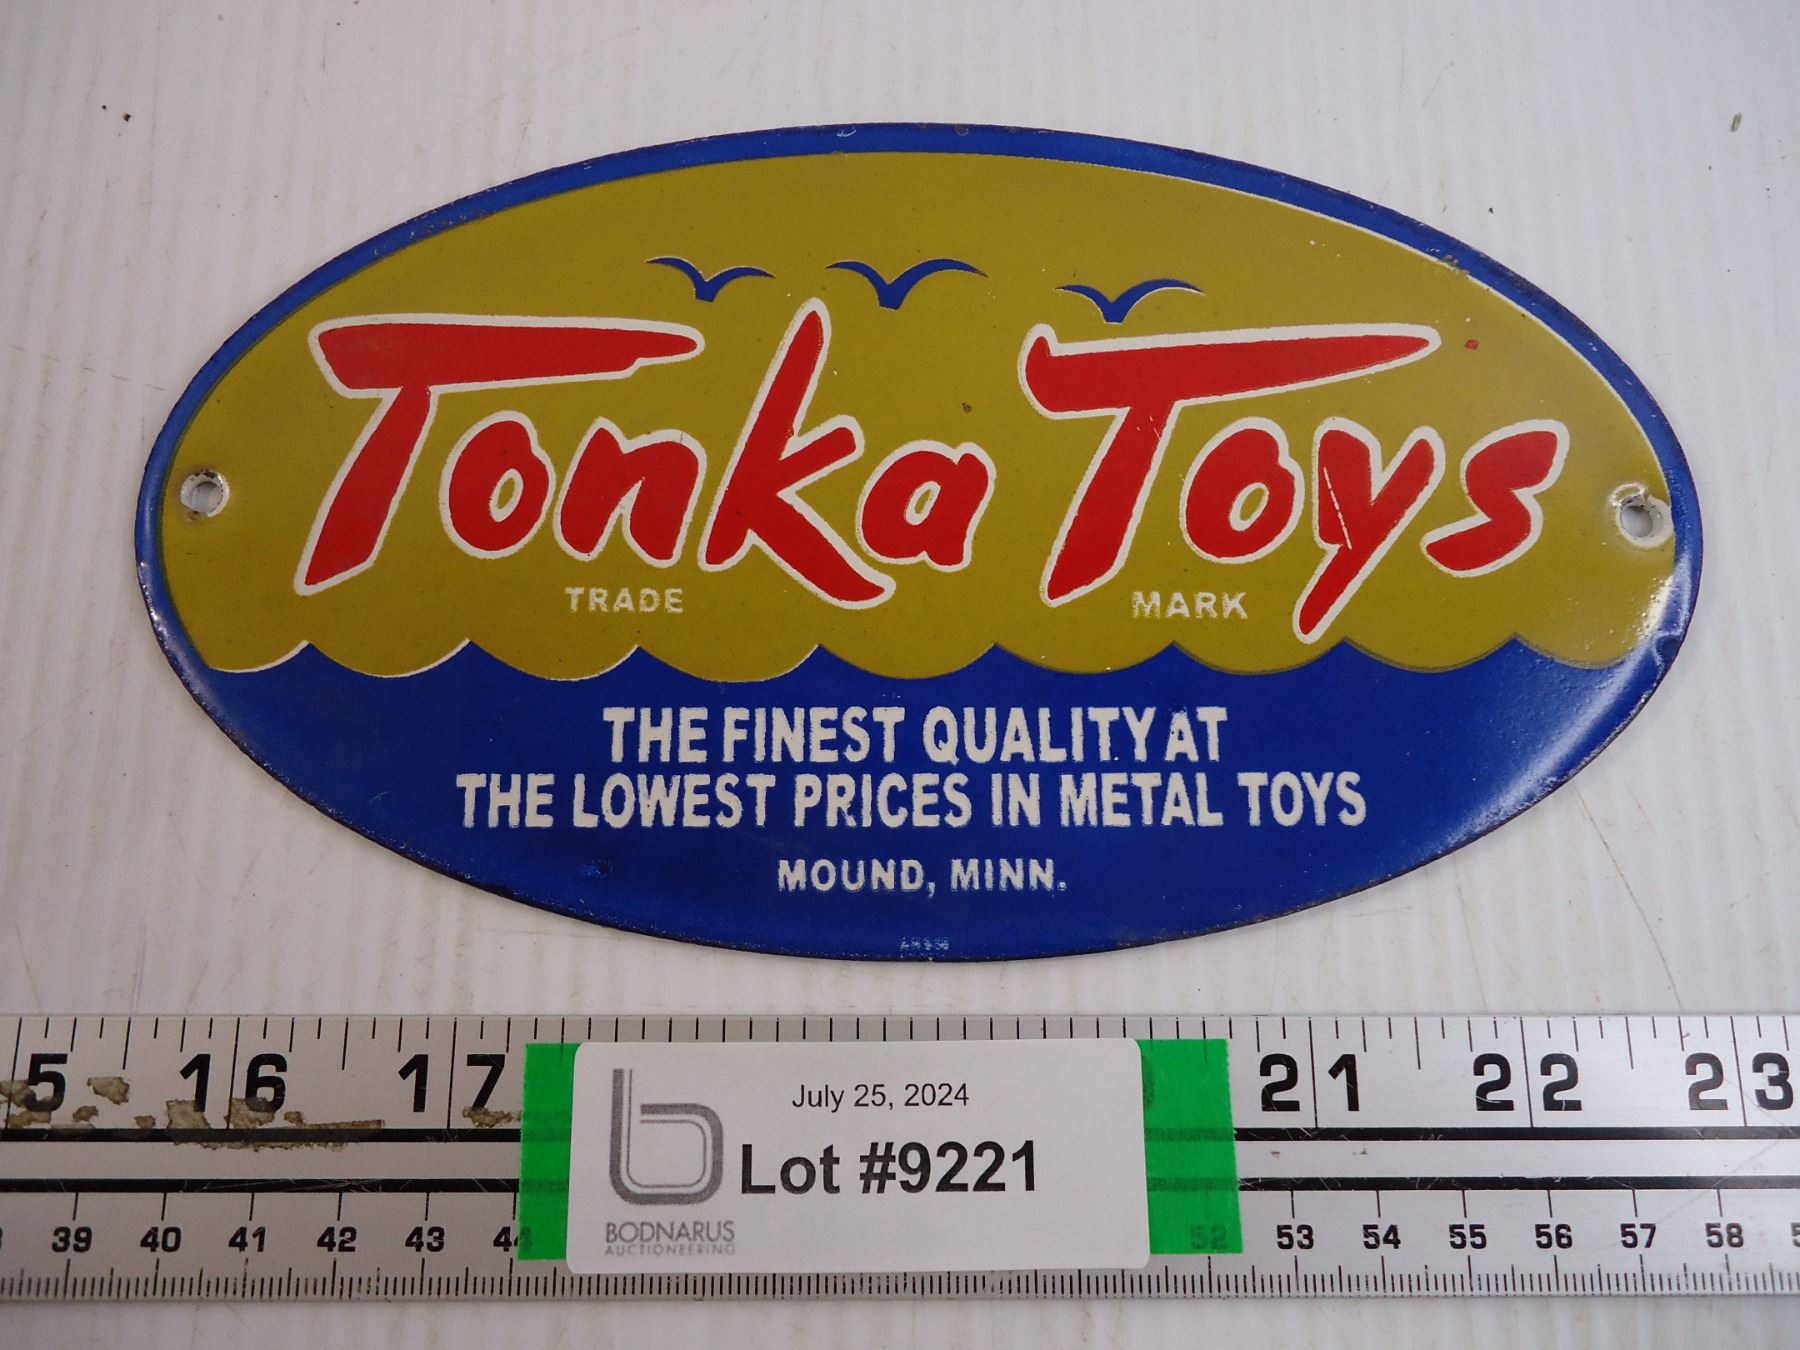 Tonka Toys
TRADE MARK
THE FINEST QUALITY AT
THE LOWEST PRICES IN METAL TOYS
MOUND, MINN.
5 16 17 21 22 23
July 25, 2024
Lot #9221
BODNARUS
AUCTIONEERING
39 40 41 42 43 44 52 53 54 55 56 57 58